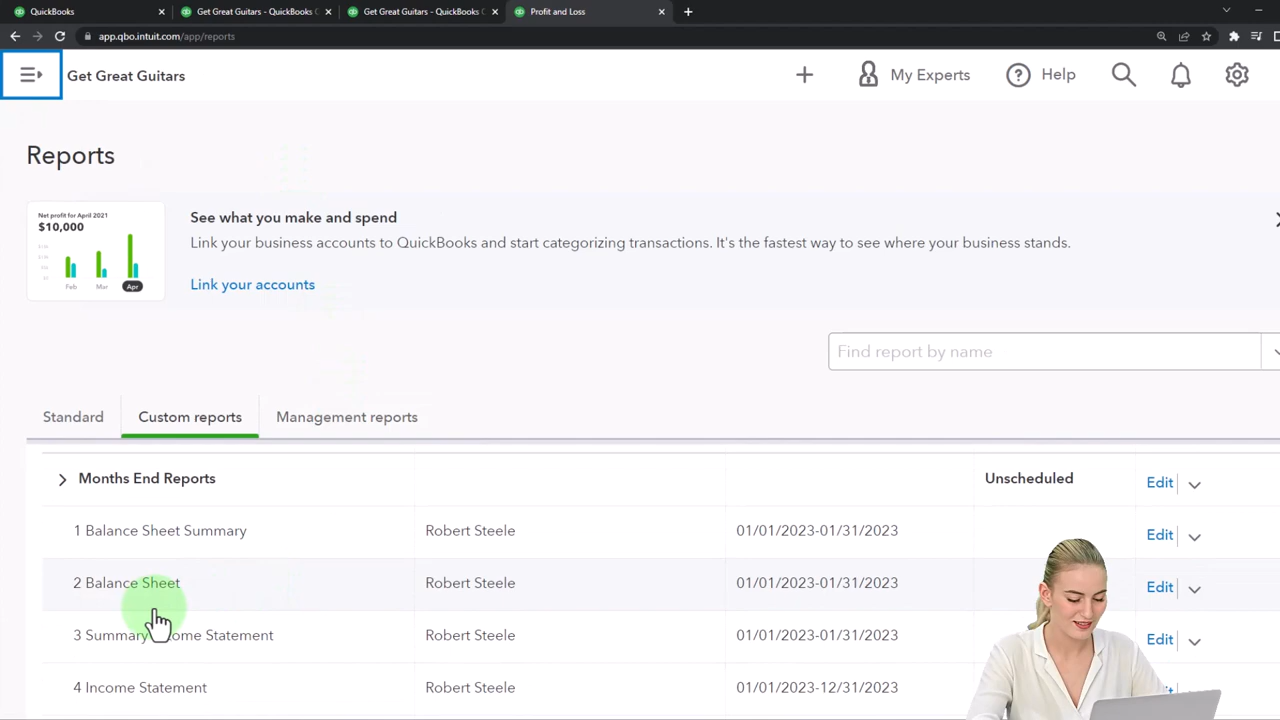 QuickBooks
Get Great Guitars - QuickBooks
Get Great Guitars - QuickBooks
Profit and Loss
app.qbo.intuit.com/app/reports
Get Great Guitars
My Experts
Help
Reports
Net profit for April 2021
$10,000
Feb Mar Apr
See what you make and spend
Link your business accounts to QuickBooks and start categorizing transactions. It's the fastest way to see where your business stands.
Link your accounts
Find report by name
Standard
Custom reports
Management reports
Months End Reports Unscheduled Edit
1 Balance Sheet Summary Robert Steele 01/01/2023-01/31/2023 Edit
2 Balance Sheet Robert Steele 01/01/2023-01/31/2023 Edit
3 Summary Income Statement Robert Steele 01/01/2023-01/31/2023 Edit
4 Income Statement Robert Steele 01/01/2023-12/31/2023